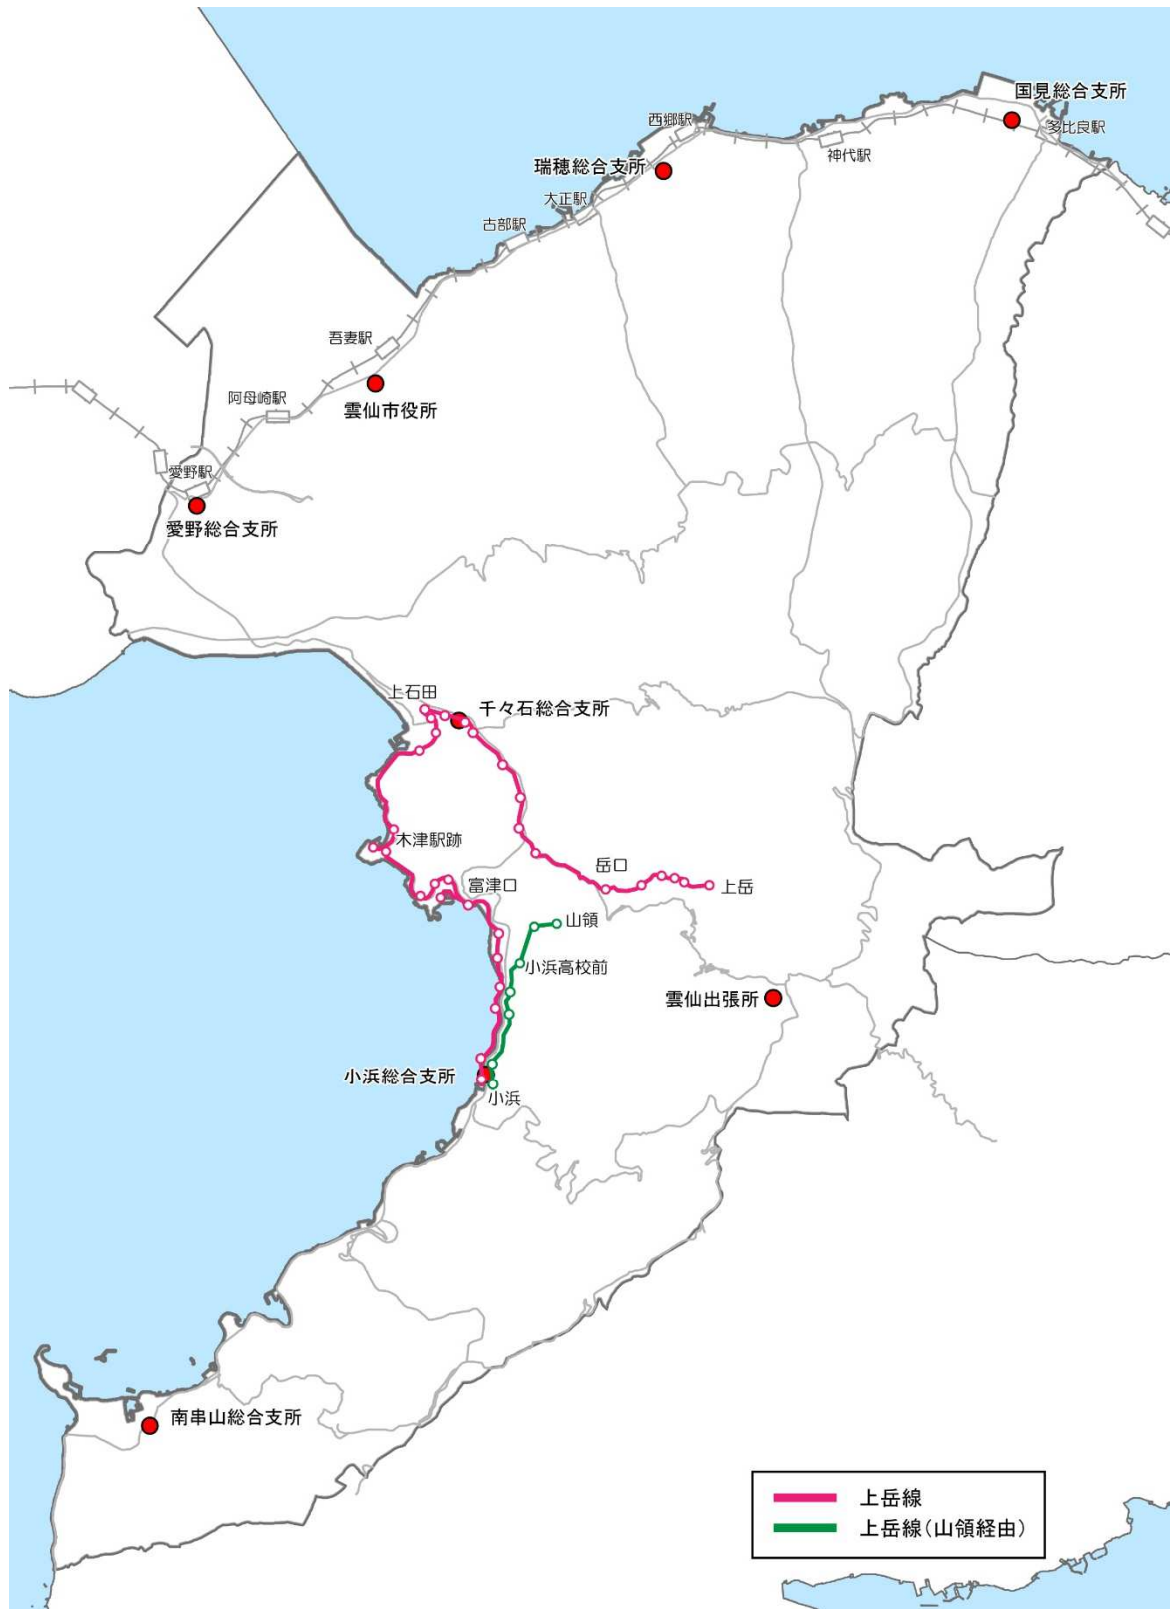 国見総合支所
西郷駅
多比良駅
神代駅
瑞穂総合支所
大正駅
古部駅
吾妻駅
阿母崎駅
雲仙市役所
愛野駅
愛野総合支所
上石田
千々石総合支所
木津駅跡
岳口
富津口
上岳
山領
小浜高校前
雲仙出張所
小浜総合支所
小浜
南串山総合支所
上岳線
上岳線(山領経由)